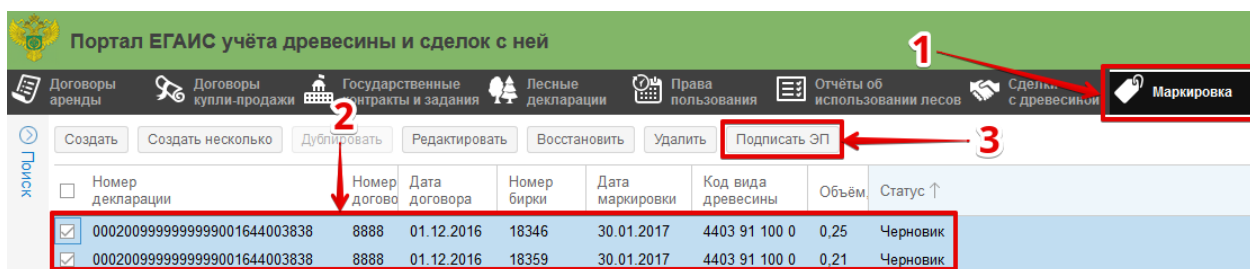 Портал ЕГАИС учёта древесины и сделок с ней
1
Договоры аренды
Договоры купли-продажи
Государственные контракты и задания
Лесные декларации
Права пользования
Отчёты об использовании лесов
Сделки с древесиной
Маркировка
2
3
Поиск
Создать Создать несколько Дублировать Редактировать Восстановить Удалить Подписать ЭП
Номер декларации
Номер догово
Дата договора
Номер бирки
Дата маркировки
Код вида древесины
Объём,
Статус ↑
0002009999999999001644003838 8888 01.12.2016 18346 30.01.2017 4403 91 100 0 0,25 Черновик
0002009999999999001644003838 8888 01.12.2016 18359 30.01.2017 4403 91 100 0 0,21 Черновик